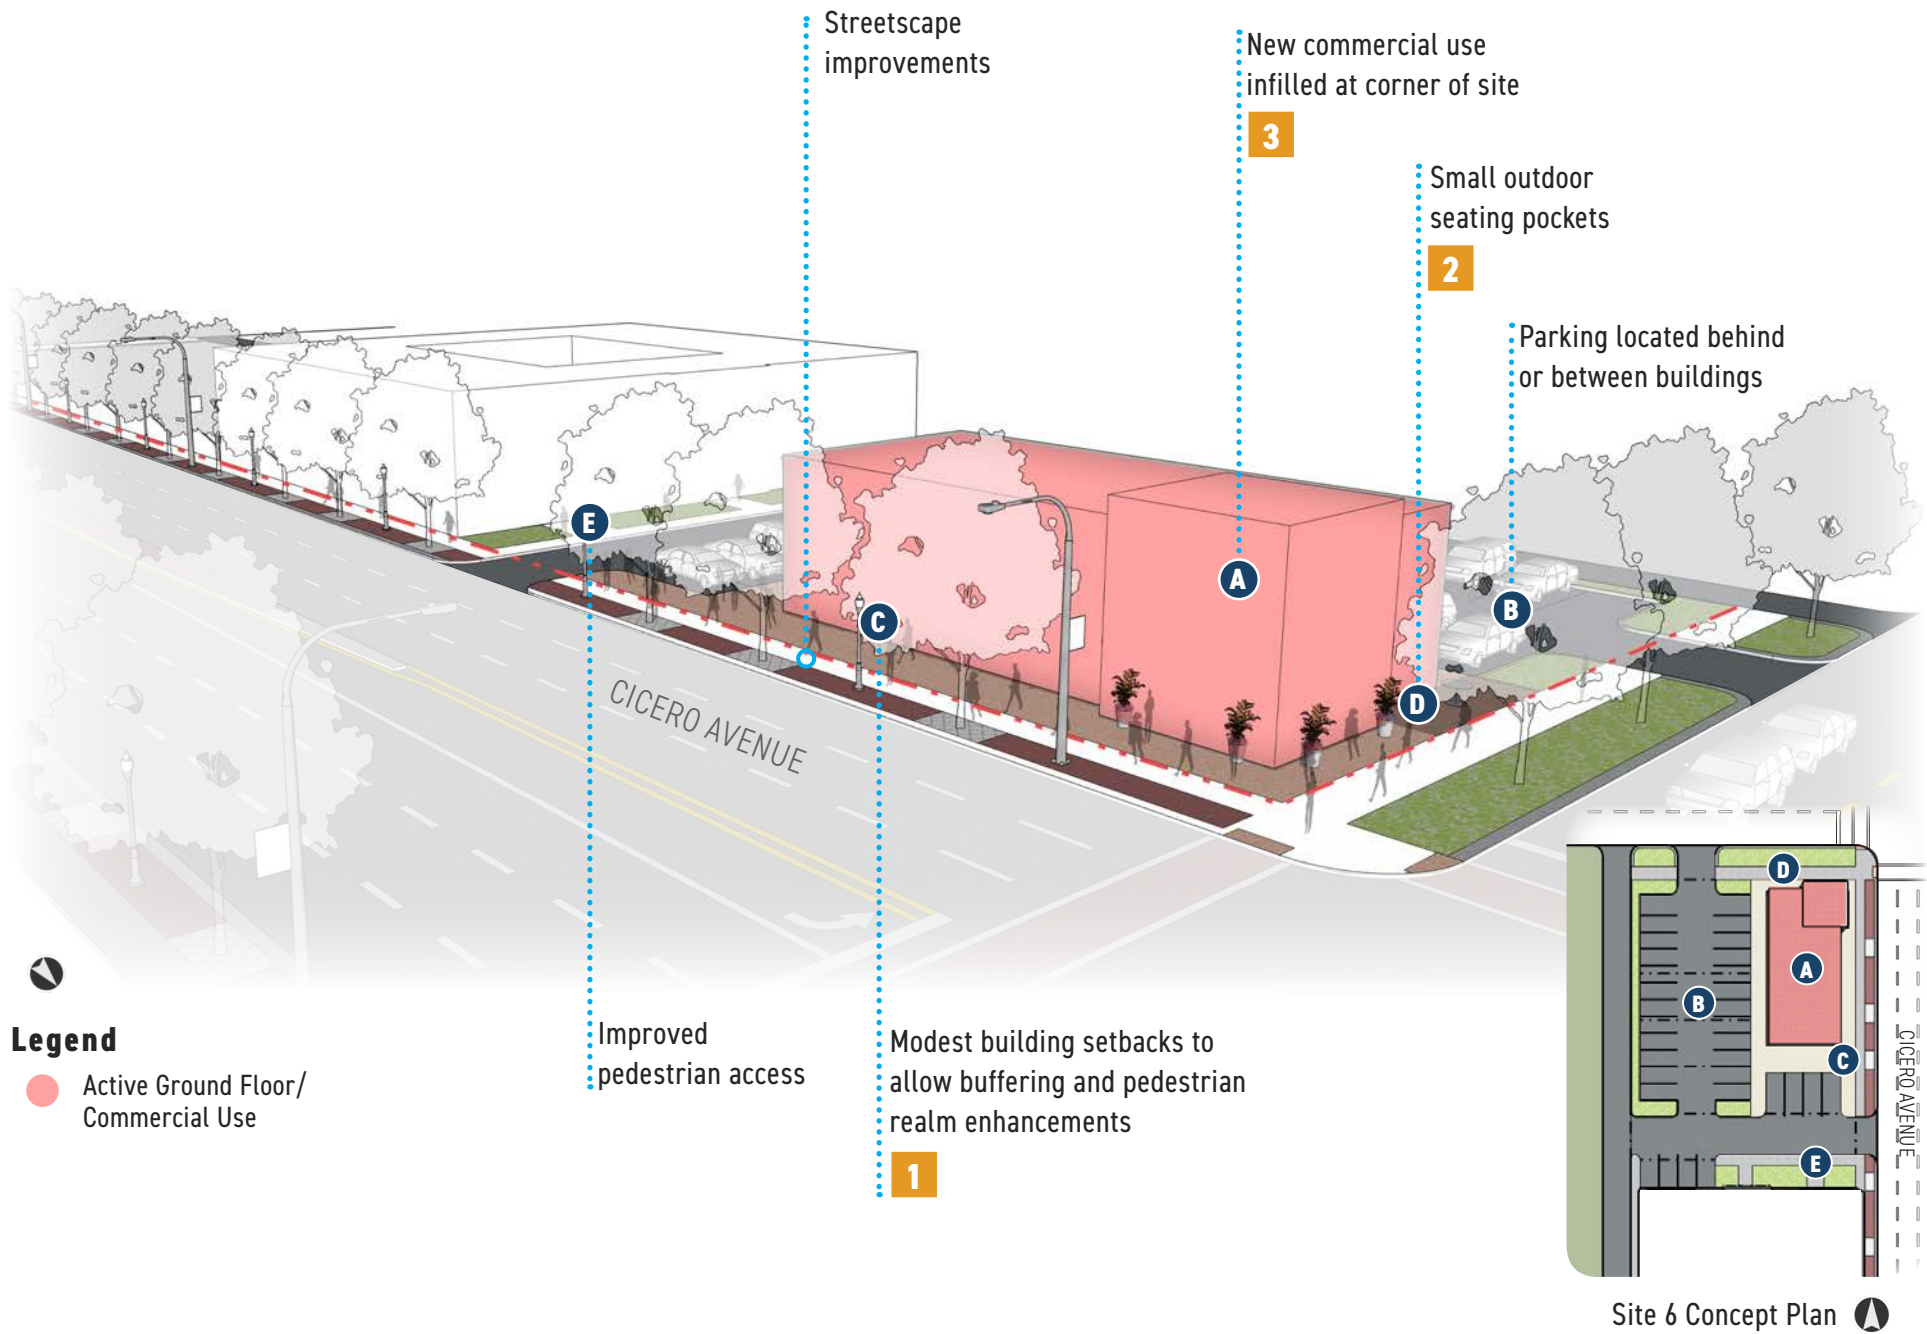 Streetscape
improvements
New commercial use
infilled at corner of site
3
Small outdoor
seating pockets
2
Parking located behind
or between buildings
E
A
C
B
D
CICERO AVENUE
Improved
pedestrian access
Modest building setbacks to
allow buffering and pedestrian
realm enhancements
1
Legend
Active Ground Floor/
Commercial Use
D
A
B
C
E
CICERO AVENUE
Site 6 Concept Plan